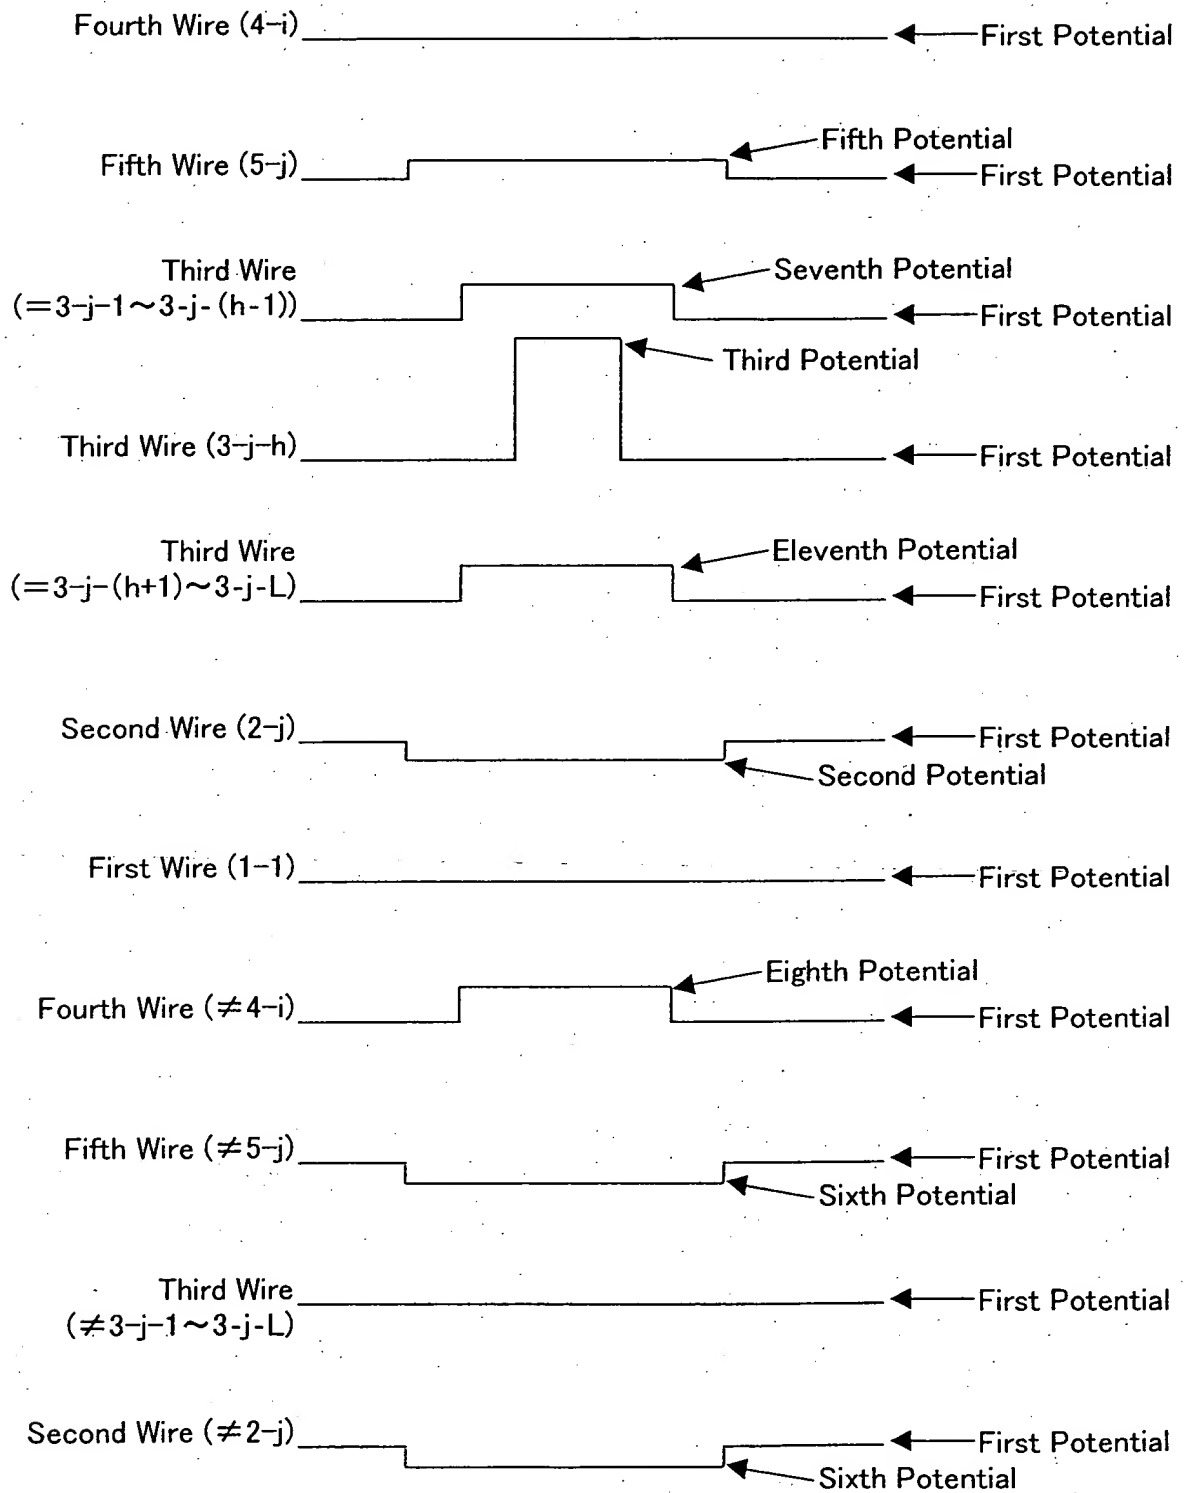 Fourth Wire (4-i)
First Potential
Fifth Potential
Fifth Wire (5-j)
First Potential
Third Wire
(=3-j-1~3-j-(h-1))
Seventh Potential
First Potential
Third Potential
Third Wire (3-j-h)
First Potential
Third Wire
(=3-j-(h+1)~3-j-L)
Eleventh Potential
First Potential
Second Wire (2-j)
First Potential
Second Potential
First Wire (1-1)
First Potential
Eighth Potential
Fourth Wire (≠4-i)
First Potential
Fifth Wire (≠5-j)
First Potential
Sixth Potential
Third Wire
(≠3-j-1~3-j-L)
First Potential
Second Wire (≠2-j)
First Potential
Sixth Potential